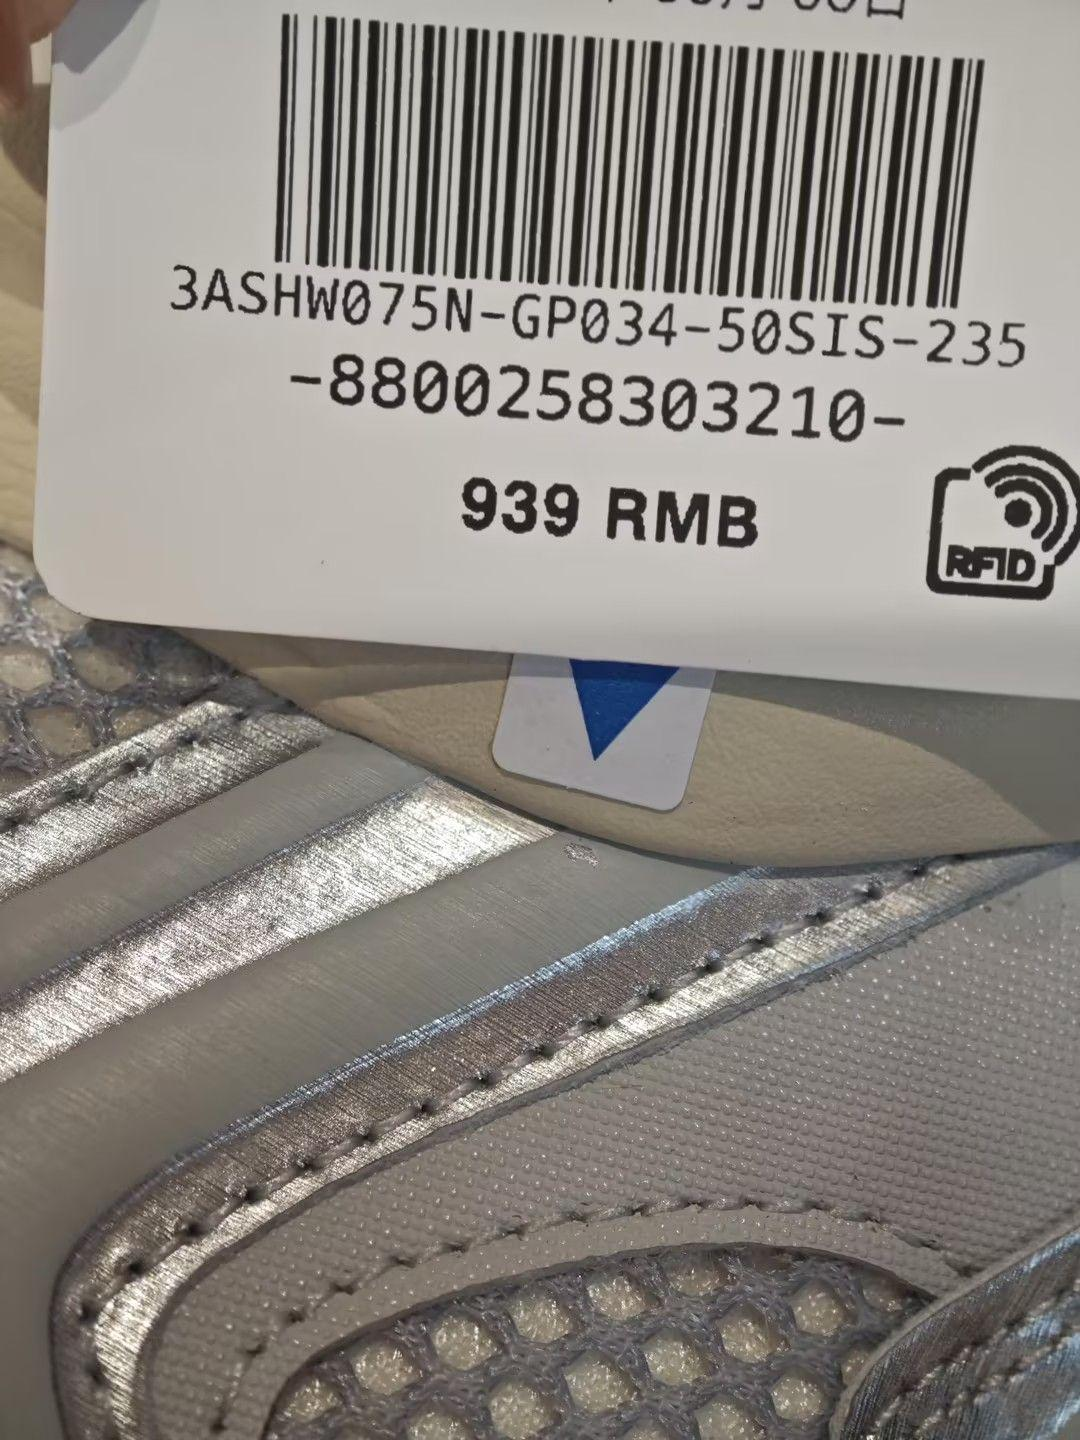 3ASHW075N-GP034-50SIS-235
-8800258303210-
939 RMB
RFID